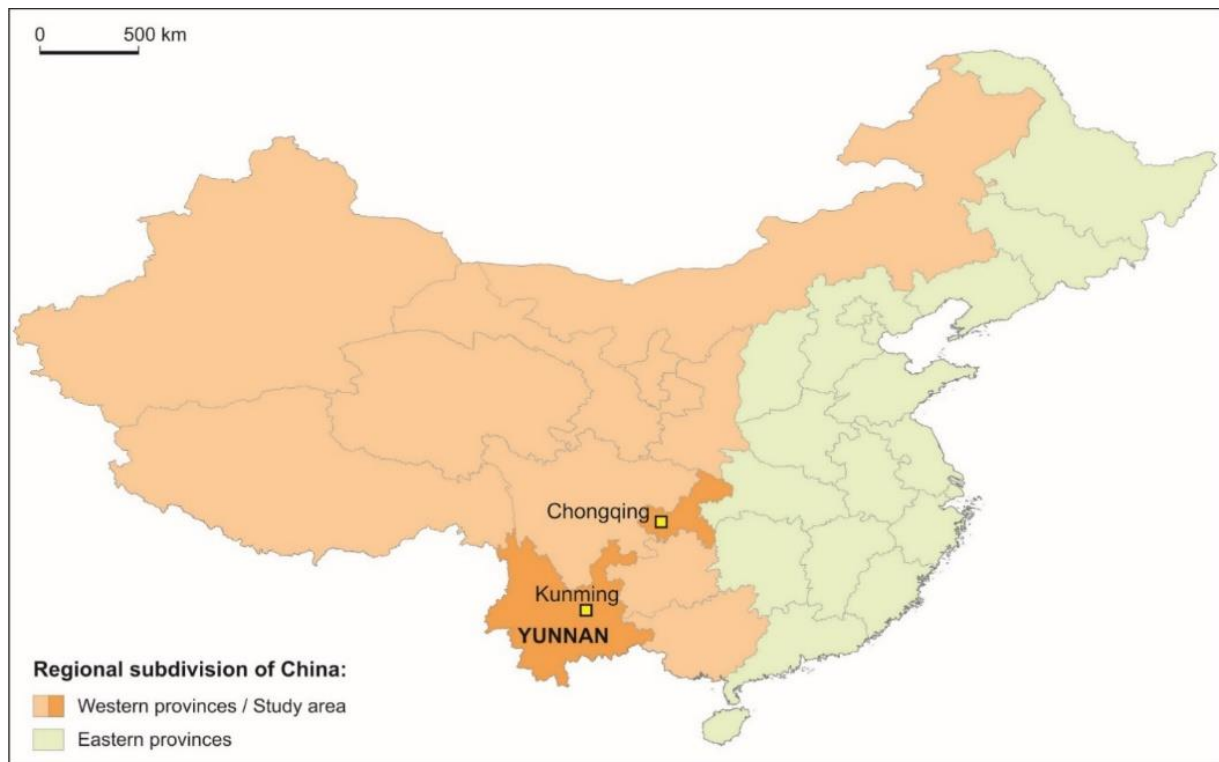 0 500 km
Chongqing
Kunming
YUNNAN
Regional subdivision of China:
Western provinces / Study area
Eastern provinces